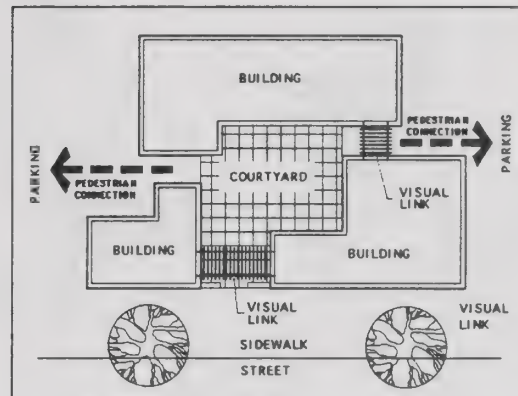 BUILDING
PEDESTRIAN
CONNECTION
PARKING
PARKING
PEDESTRIAN
CONNECTION
COURTYARD
VISUAL
LINK
BUILDING
BUILDING
VISUAL
LINK
VISUAL
LINK
SIDEWALK
STREET